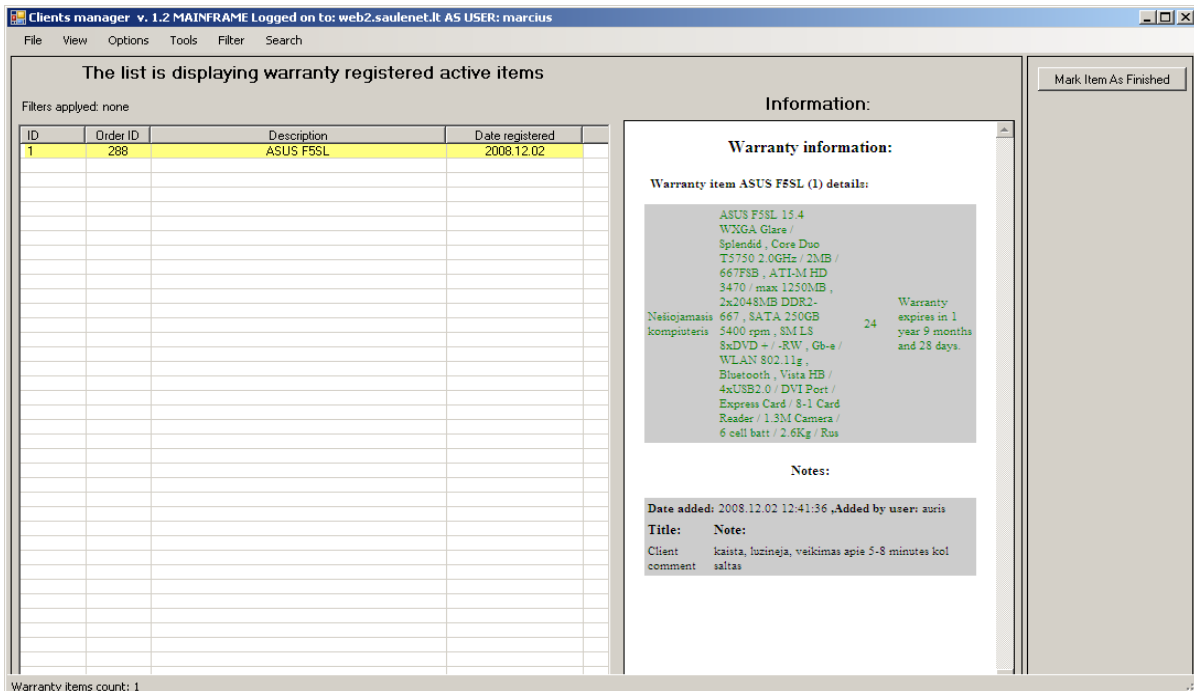 Clients manager v. 1.2 MAINFRAME Logged on to: web2.saulenet.lt AS USER: marcius
File View Options Tools Filter Search
The list is displaying warranty registered active items
Mark Item As Finished
Filters applyed: none
Information:
ID Order ID Description Date registered
1 288 ASUS F5SL 2008.12.02
Warranty information:
Warranty item ASUS F5SL (1) details:
Nešiojamasis
kompiuteris
ASUS F5SL 15.4
WXGA Glare /
Splendid , Core Duo
T5750 2.0GHz / 2MB /
667FSB , ATI-M HD
3470 / max 1250MB ,
2x2048MB DDR2-
667 , SATA 250GB
5400 rpm , SM LS
8xDVD + / -RW , Gb-e /
WLAN 802.11g ,
Bluetooth , Vista HB /
4xUSB2.0 / DVI Port /
Express Card / 8-1 Card
Reader / 1.3M Camera /
6 cell batt / 2.6Kg / Rus
24
Warranty
expires in 1
year 9 months
and 28 days.
Notes:
Date added: 2008.12.02 12:41:36 ,Added by user: auris
Title: Note:
Client
comment
kaista, luzineja, veikimas apie 5-8 minutes kol
saltas
Warranty items count: 1